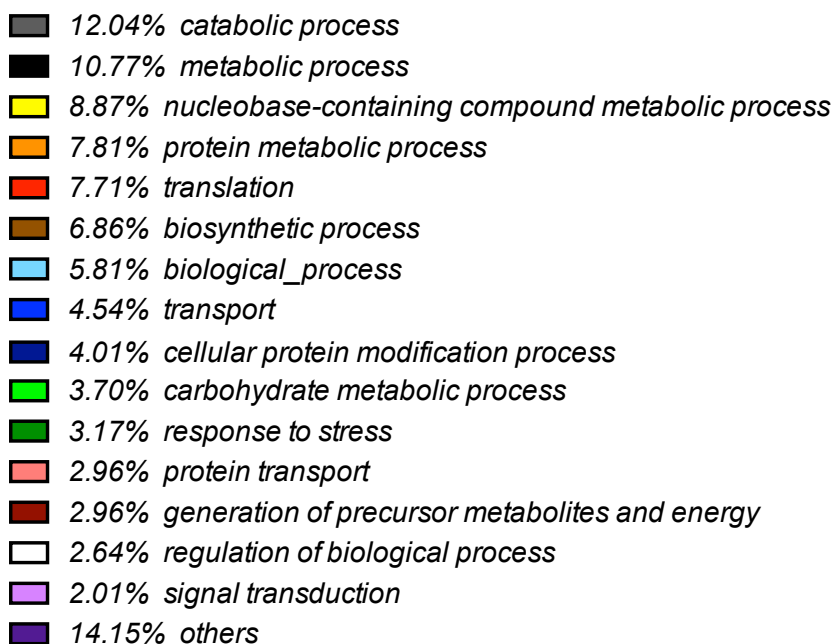 12.04% catabolic process
10.77% metabolic process
8.87% nucleobase-containing compound metabolic process
7.81% protein metabolic process
7.71% translation
6.86% biosynthetic process
5.81% biological_process
4.54% transport
4.01% cellular protein modification process
3.70% carbohydrate metabolic process
3.17% response to stress
2.96% protein transport
2.96% generation of precursor metabolites and energy
2.64% regulation of biological process
2.01% signal transduction
14.15% others